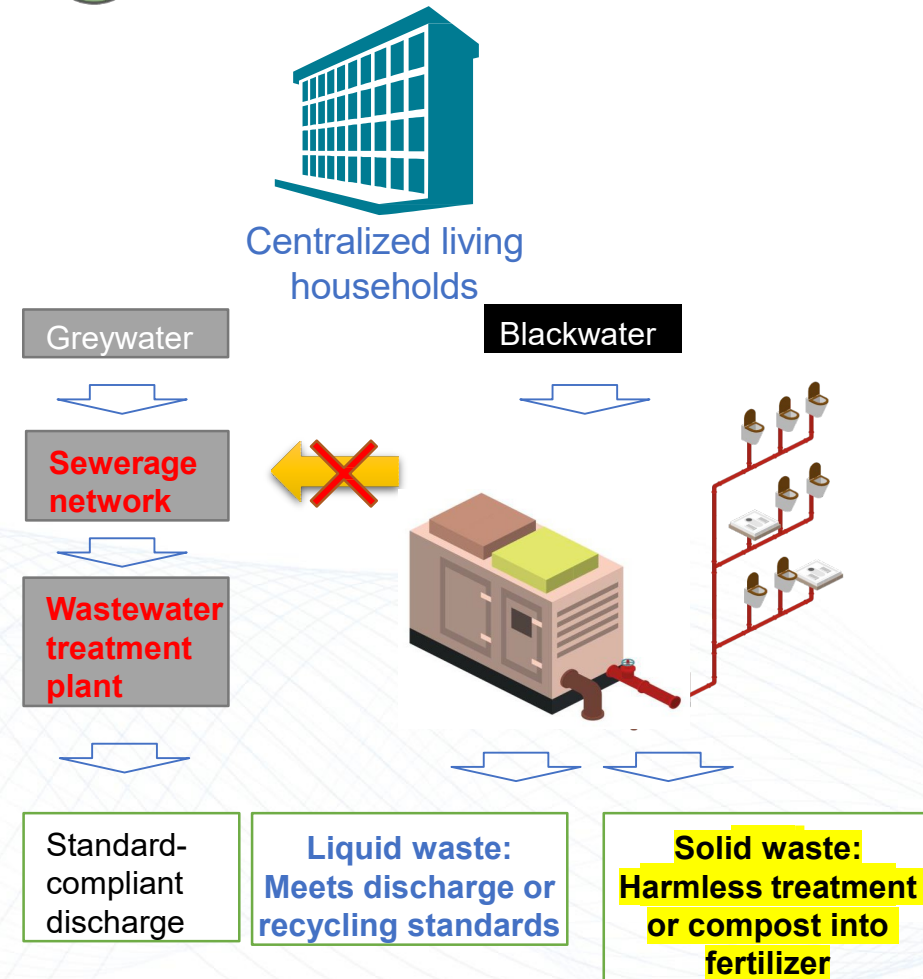 Centralized living
households
Greywater
Blackwater
Sewerage
network
Wastewater
treatment
plant
Standard-
compliant
discharge
Liquid waste:
Meets discharge or
recycling standards
Solid waste:
Harmless treatment
or compost into
fertilizer